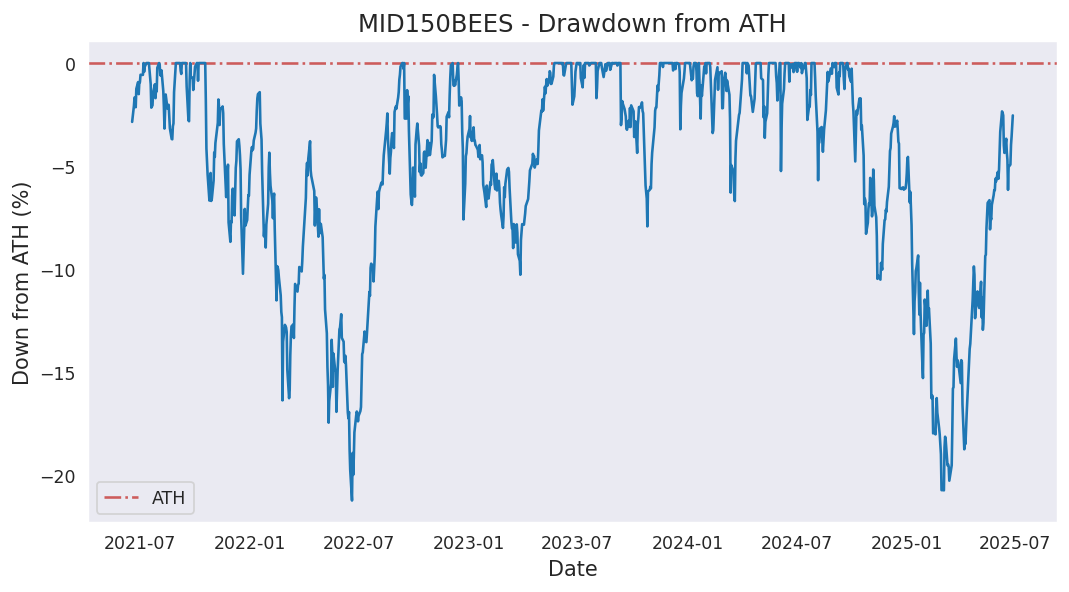 MID150BEES - Drawdown from ATH
Down from ATH (%)
0
−5
−10
−15
−20
ATH
2021-07 2022-01 2022-07 2023-01 2023-07 2024-01 2024-07 2025-01 2025-07
Date